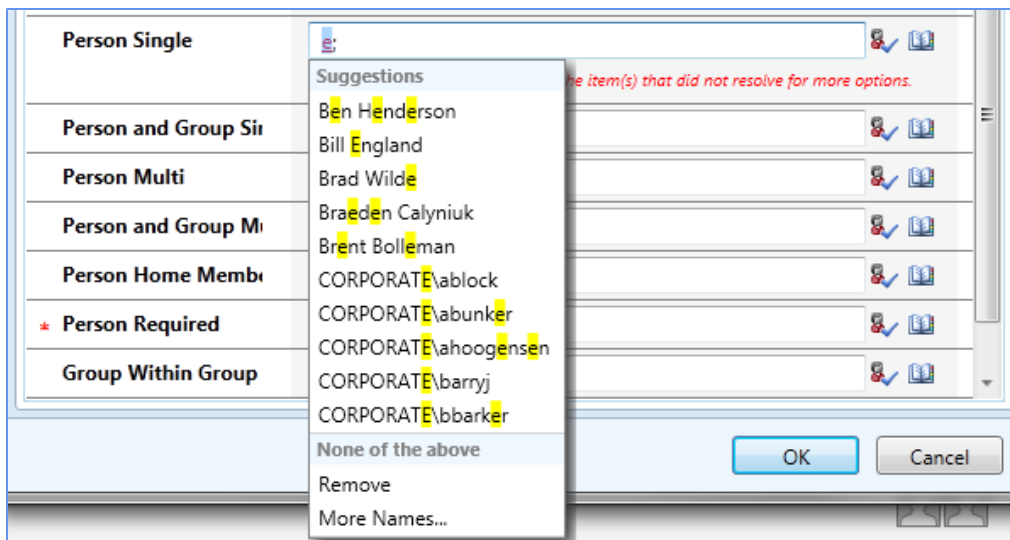 Person Single e;
Suggestions
he item(s) that did not resolve for more options.
Ben Henderson
Person and Group Sin
Bill England
Person Multi
Brad Wilde
Braeden Calyniuk
Person and Group M
Brent Bolleman
Person Home Membe
CORPORATE\ablock
CORPORATE\abunker
* Person Required
CORPORATE\ahoogensen
Group Within Group
CORPORATE\barryj
CORPORATE\bbarker
None of the above
OK Cancel
Remove
More Names...